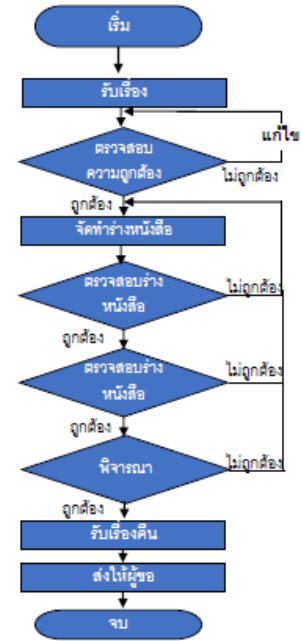 เริ่ม
รับเรื่อง
แก้ไข
ตรวจสอบ
ความถูกต้อง
ไม่ถูกต้อง
ถูกต้อง
จัดทำร่างหนังสือ
ตรวจสอบร่าง
หนังสือ
ไม่ถูกต้อง
ถูกต้อง
ตรวจสอบร่าง
หนังสือ
ไม่ถูกต้อง
ถูกต้อง
พิจารณา
ไม่ถูกต้อง
ถูกต้อง
รับเรื่องคืน
ส่งให้ผู้ขอ
จบ